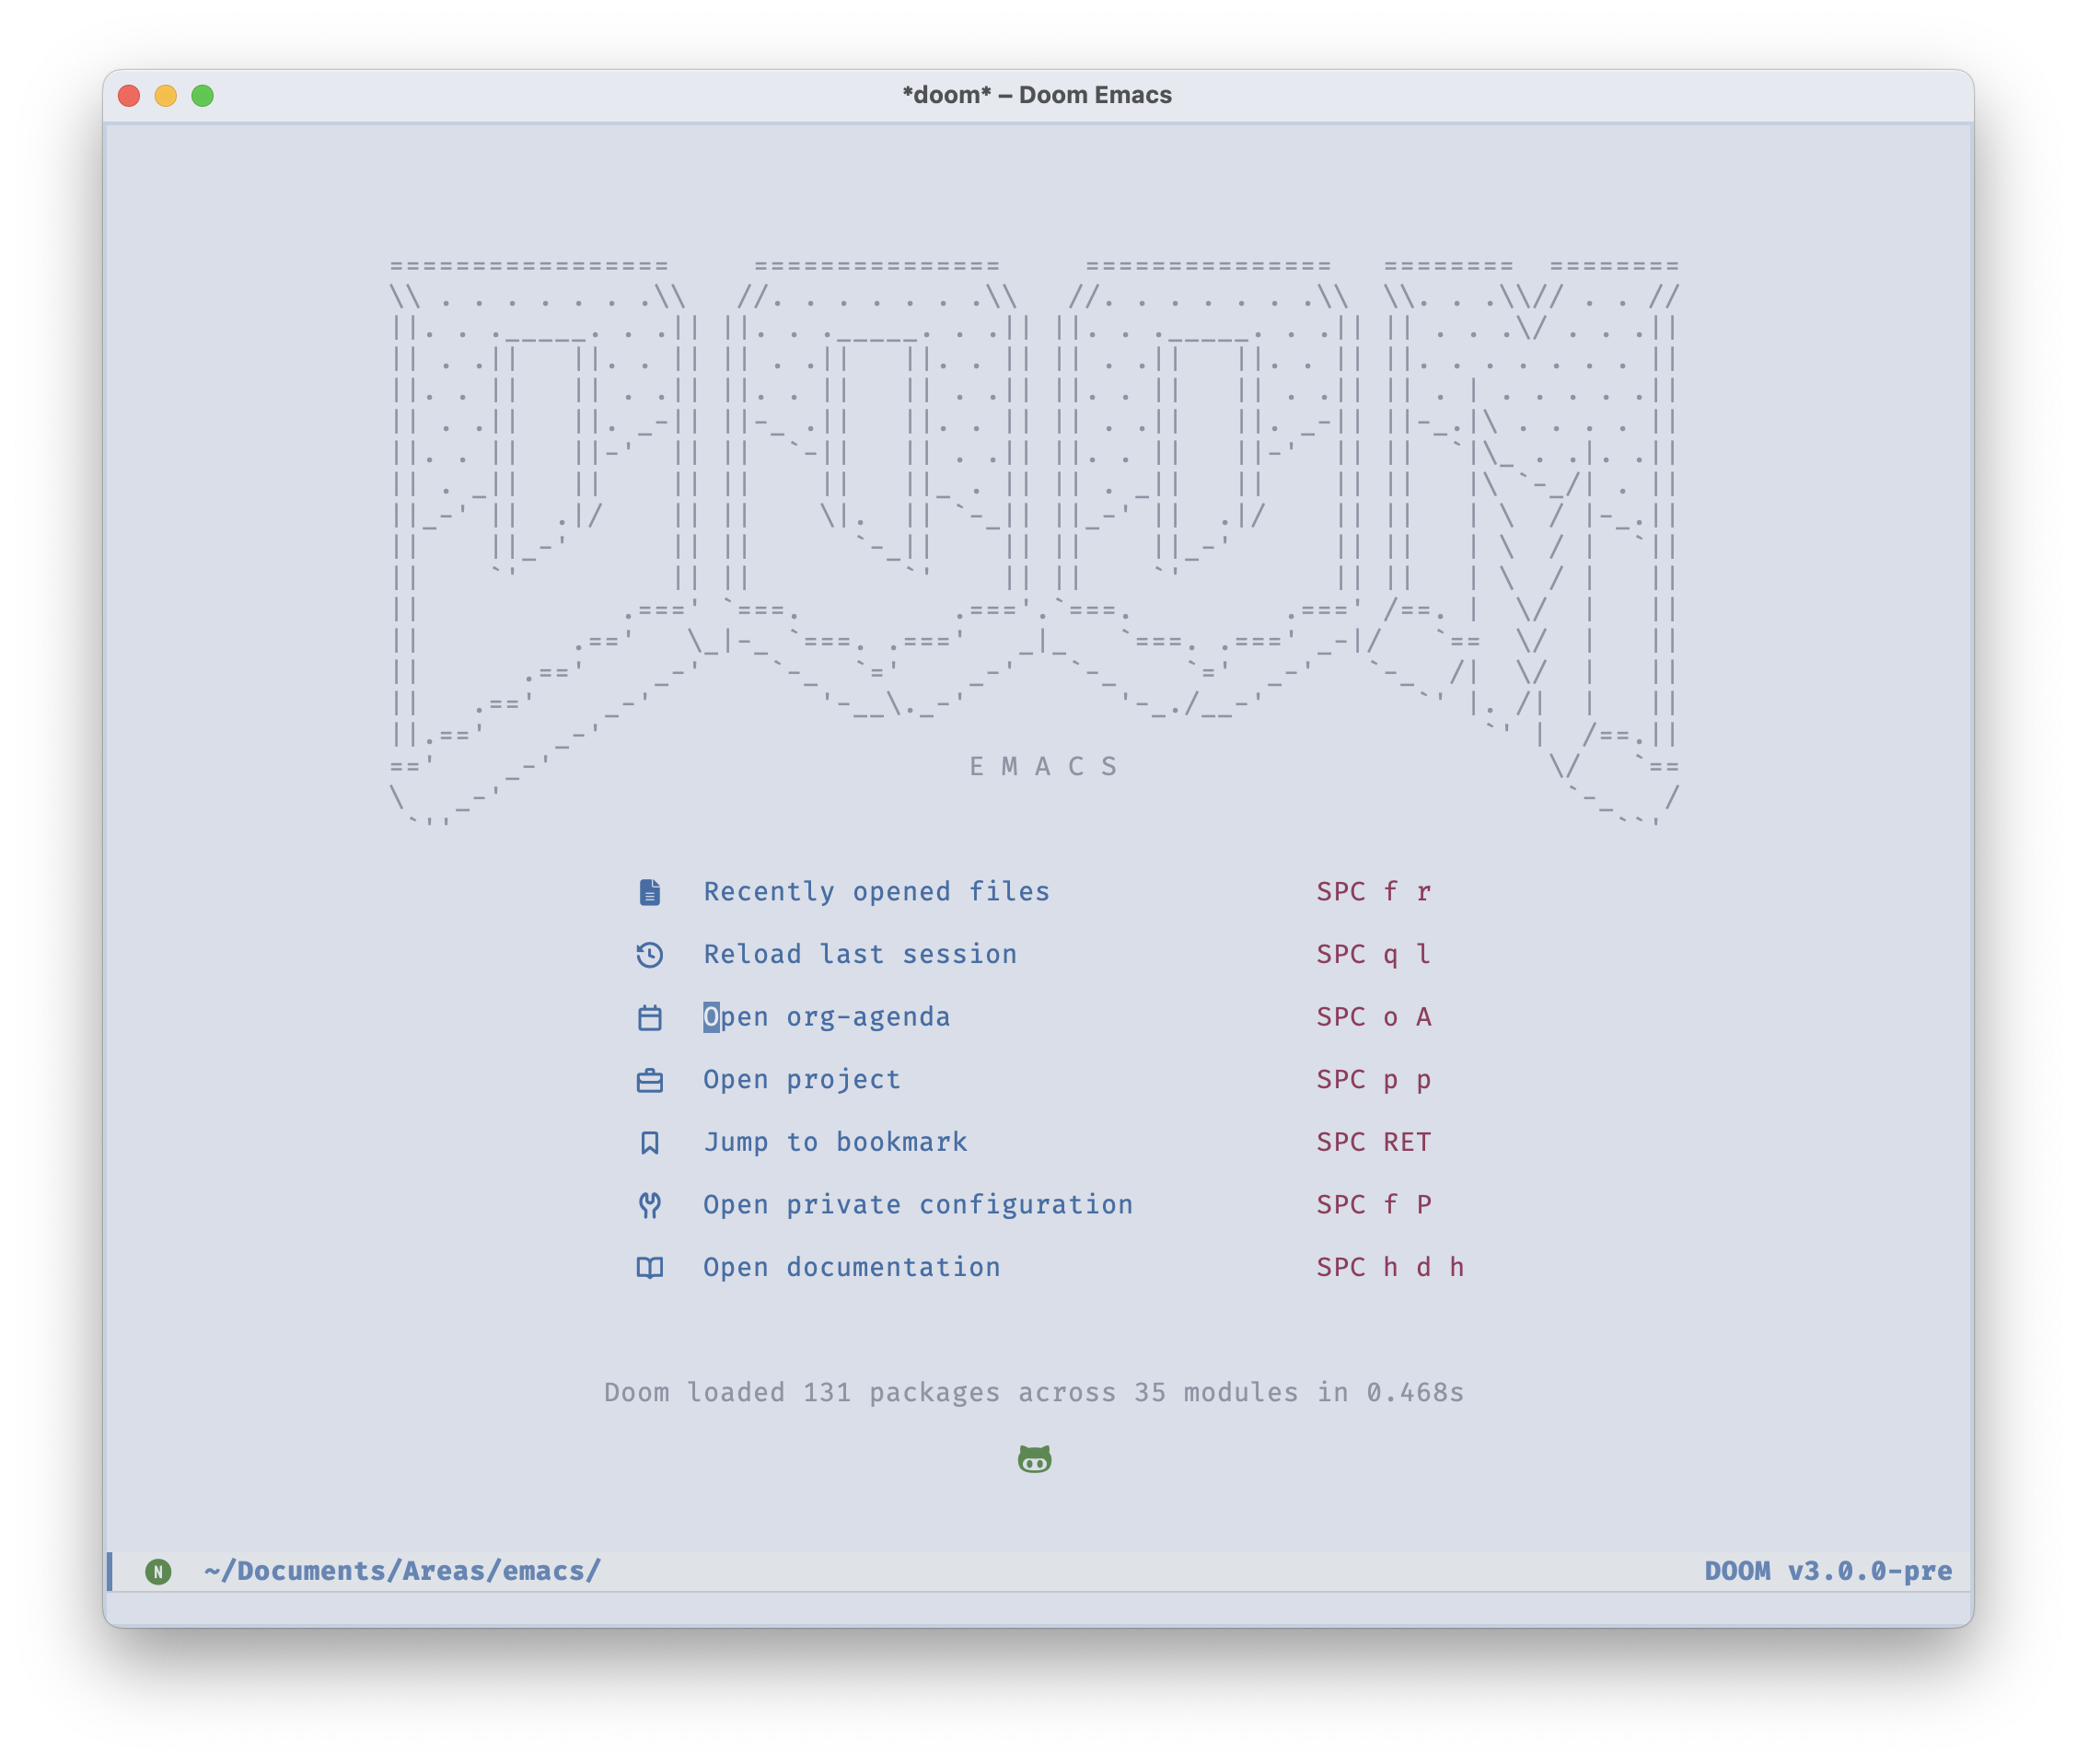 *doom* – Doom Emacs
EMACS
Recently opened files SPC f r
Reload last session SPC q l
Open org-agenda SPC o A
Open project SPC p p
Jump to bookmark SPC RET
Open private configuration SPC f P
Open documentation SPC h d h
Doom loaded 131 packages across 35 modules in 0.468s
N ~/Documents/Areas/emacs/ DOOM v3.0.0-pre